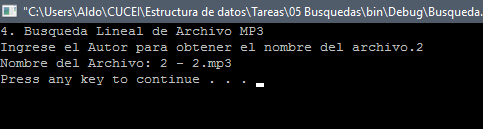 "C:\Users\Aldo\CUCEI\Estructura de datos\Tareas\05 Busquedas\bin\Debug\Busqueda.
4. Busqueda Lineal de Archivo MP3
Ingrese el Autor para obtener el nombre del archivo.2
Nombre del Archivo: 2 - 2.mp3
Press any key to continue . . .